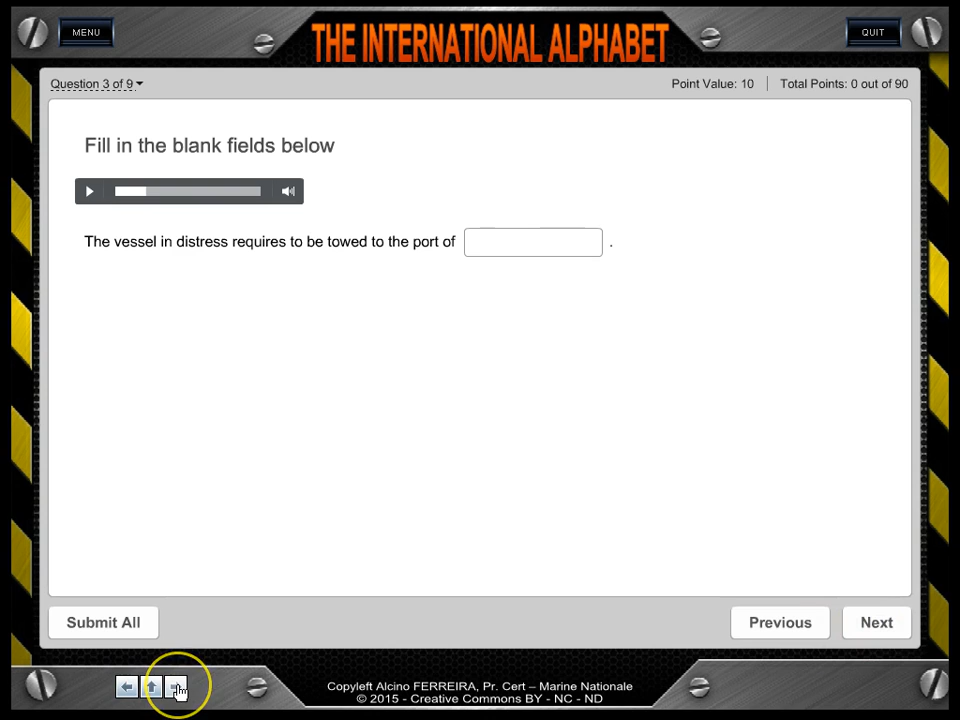 MENU
THE INTERNATIONAL ALPHABET
QUIT
Question 3 of 9
Point Value: 10
Total Points: 0 out of 90
Fill in the blank fields below
The vessel in distress requires to be towed to the port of .
Submit All
Previous
Next
Copyleft Alcino FERREIRA, Pr. Cert – Marine Nationale
© 2015 - Creative Commons BY - NC - ND